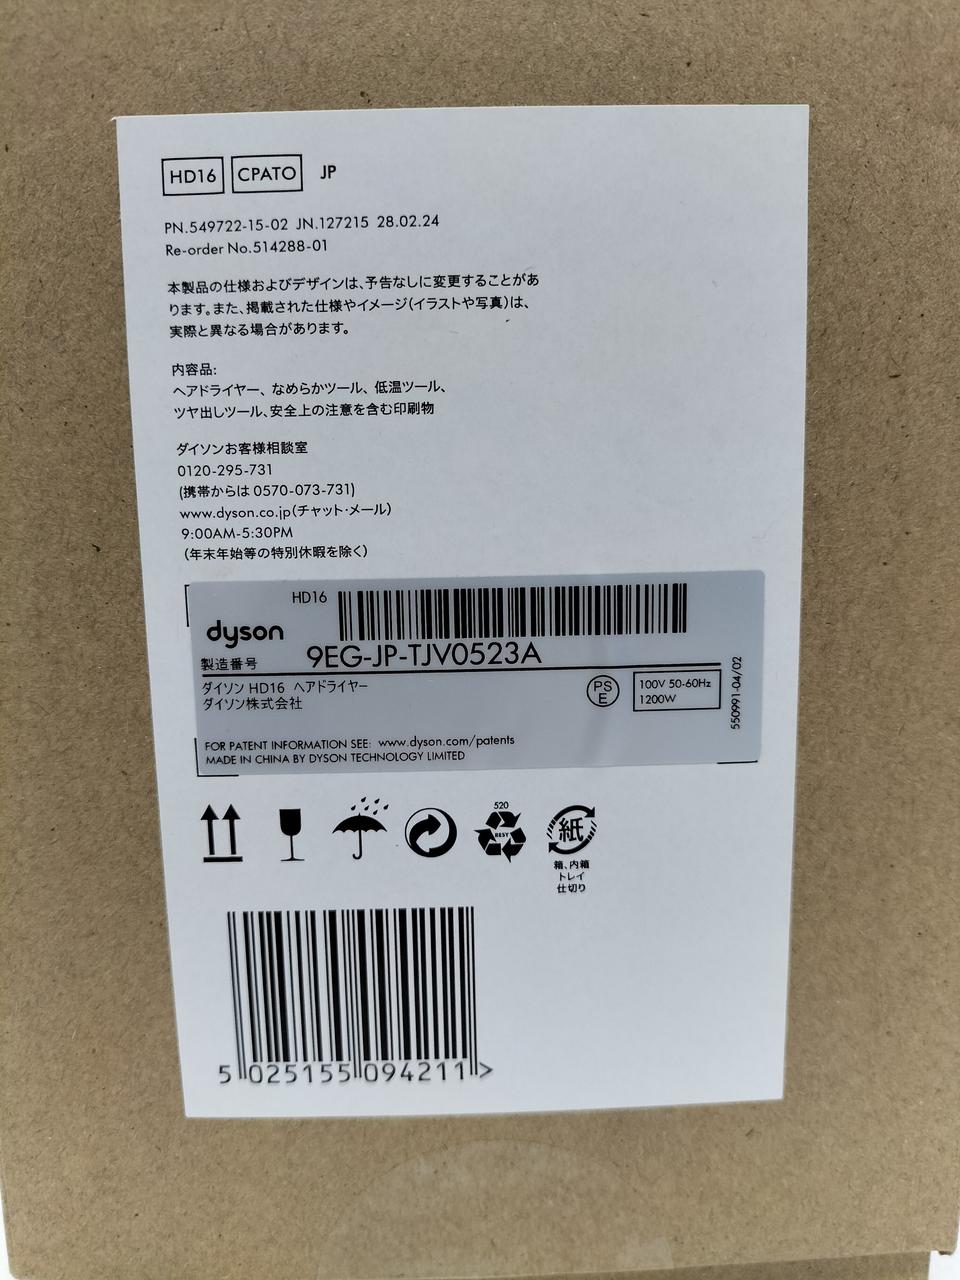 HD16 CPATO JP
PN.549722-15-02 JN.127215 28.02.24
Re-order No.514288-01
本製品の仕様およびデザインは、予告なしに変更することがあ
ります。また、掲載された仕様やイメージ(イラストや写真)は、
実際と異なる場合があります。
内容品:
ヘアドライヤー、なめらかツール、低温ツール、
ツヤ出しツール、安全上の注意を含む印刷物
ダイソンお客様相談室
0120-295-731
(携帯からは 0570-073-731)
www.dyson.co.jp(チャット・メール)
9:00AM-5:30PM
(年末年始等の特別休暇を除く)
HD16
dyson
製造番号 9EG-JP-TJV0523A
ダイソン HD16 ヘアドライヤー
ダイソン株式会社
PS
E
100V 50-60Hz
1200W
550991-04/02
FOR PATENT INFORMATION SEE: www.dyson.com/patents
MADE IN CHINA BY DYSON TECHNOLOGY LIMITED
520
RESY
紙
箱、内箱
トレイ
仕切り
5 025155 094211 >